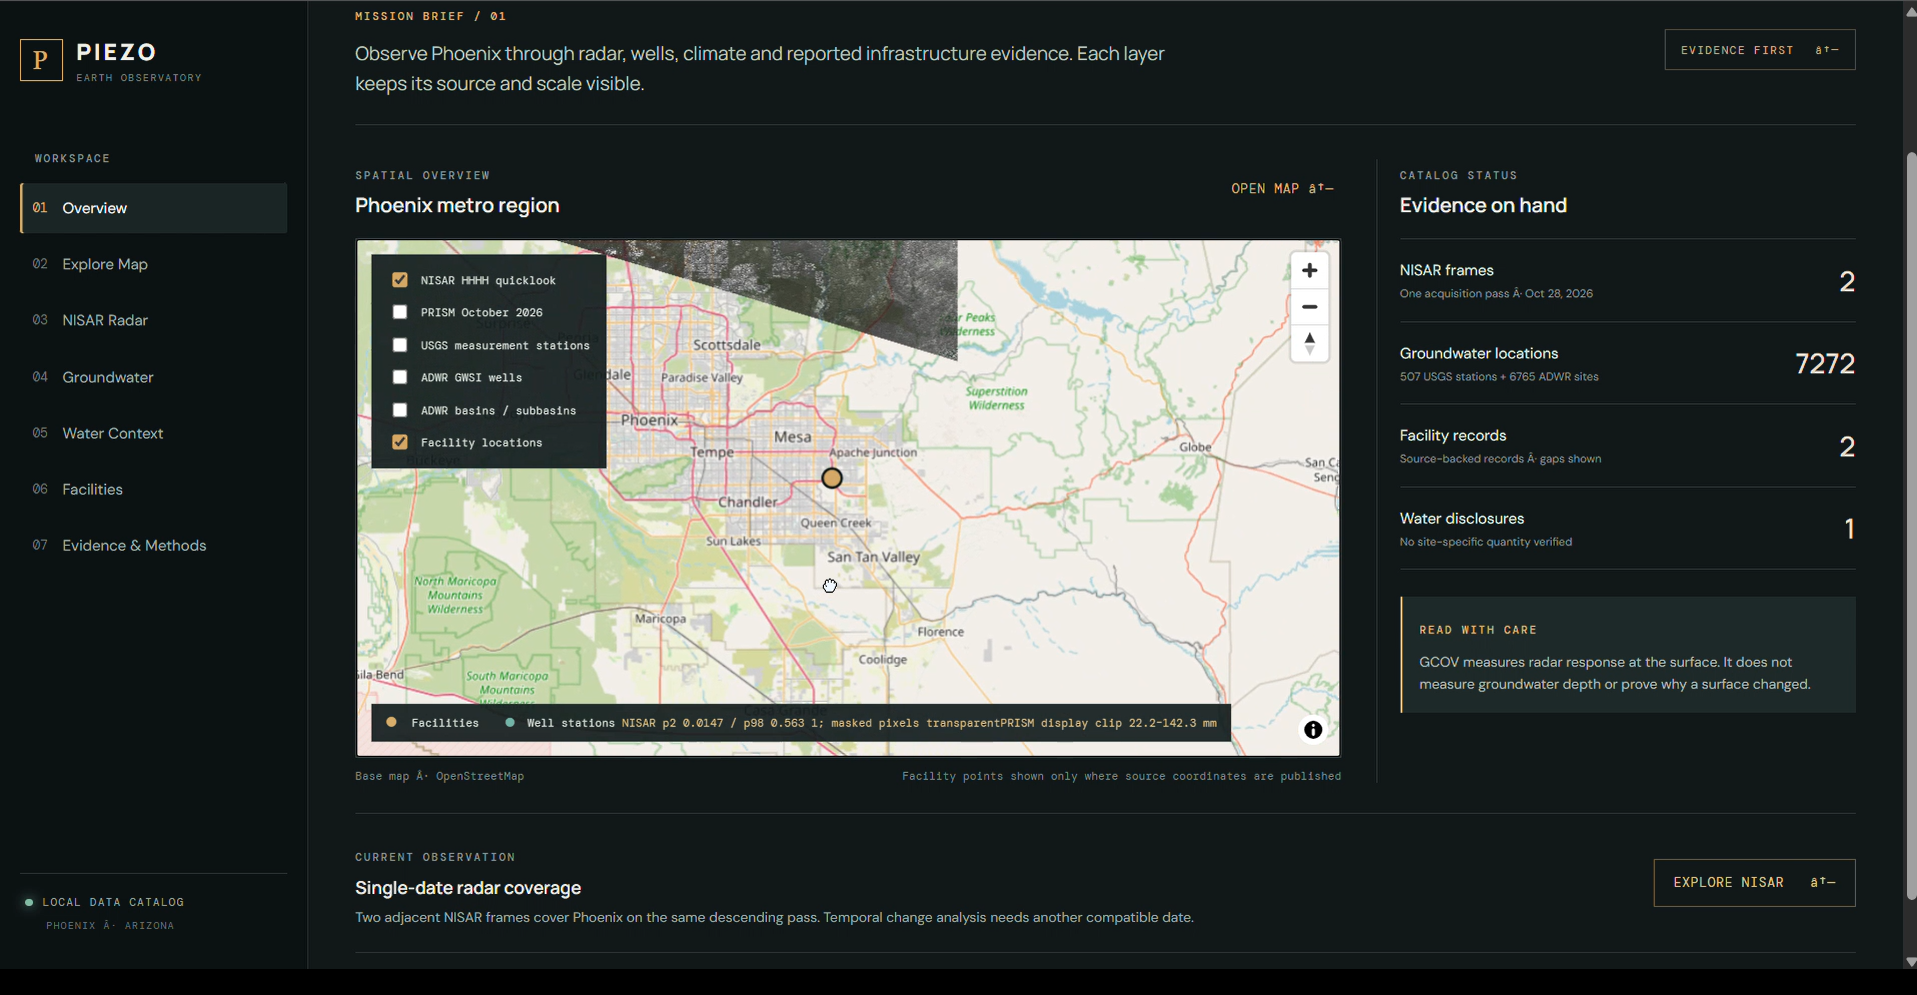 P
PIEZO
EARTH OBSERVATORY
WORKSPACE
01 Overview
02 Explore Map
03 NISAR Radar
04 Groundwater
05 Water Context
06 Facilities
07 Evidence & Methods
LOCAL DATA CATALOG
PHOENIX Â· ARIZONA
MISSION BRIEF / 01
Observe Phoenix through radar, wells, climate and reported infrastructure evidence. Each layer
keeps its source and scale visible.
EVIDENCE FIRST â†—
SPATIAL OVERVIEW
Phoenix metro region
OPEN MAP â†—
NISAR HHHH quicklook
PRISM October 2026
USGS measurement stations
ADWR GWSI wells
ADWR basins / subbasins
Facility locations
Scottsdale
Paradise Valley
Phoenix
Mesa
Tempe
Apache Junction
Chandler
Queen Creek
Sun Lakes
San Tan Valley
Superstition
Wilderness
Globe
North Maricopa
Mountains
Wilderness
Maricopa
Florence
Coolidge
South Maricopa
Mountains
Facilities
Well stations NISAR p2 0.0147 / p98 0.563 1; masked pixels transparentPRISM display clip 22.2–142.3 mm
Base map Â· OpenStreetMap
Facility points shown only where source coordinates are published
CATALOG STATUS
Evidence on hand
NISAR frames
One acquisition pass Â· Oct 28, 2026
2
Groundwater locations
507 USGS stations + 6765 ADWR sites
7272
Facility records
Source-backed records Â· gaps shown
2
Water disclosures
No site-specific quantity verified
1
READ WITH CARE
GCOV measures radar response at the surface. It does not
measure groundwater depth or prove why a surface changed.
CURRENT OBSERVATION
Single-date radar coverage
Two adjacent NISAR frames cover Phoenix on the same descending pass. Temporal change analysis needs another compatible date.
EXPLORE NISAR â†—